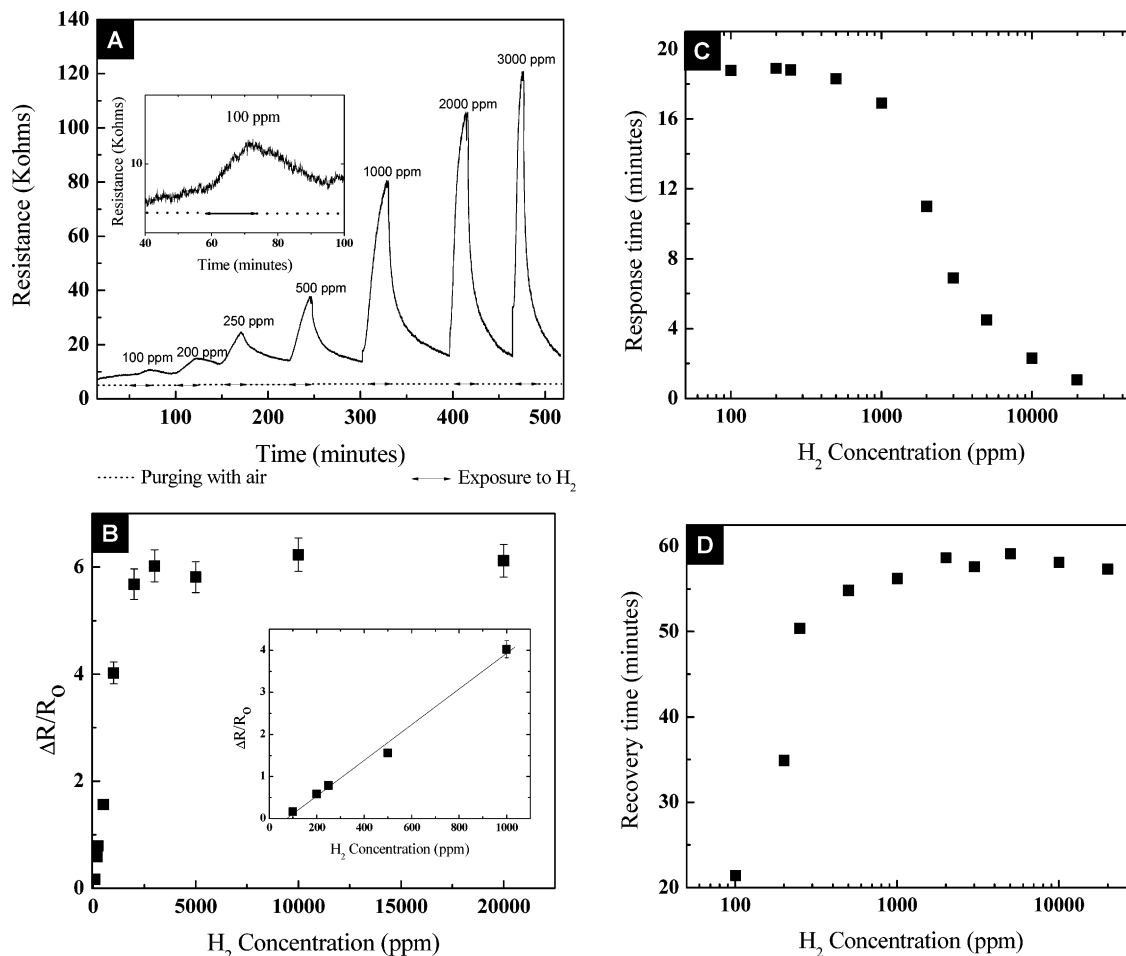 A
140
120
100
80
60
40
20
0
Resistance (Kohms)
100 200 300 400 500
Time (minutes)
100 ppm
200 ppm
250 ppm
500 ppm
1000 ppm
2000 ppm
3000 ppm
100 ppm
Resistance (Kohms)
10
40 60 80 100
Time (minutes)
Purging with air
Exposure to H₂
B
6
4
2
0
ΔR/R₀
0 5000 10000 15000 20000
H₂ Concentration (ppm)
4
3
2
1
0
ΔR/R₀
0 200 400 600 800 1000
H₂ Concentration (ppm)
C
20
16
12
8
4
0
Response time (minutes)
100 1000 10000
H₂ Concentration (ppm)
D
60
50
40
30
20
Recovery time (minutes)
100 1000 10000
H₂ Concentration (ppm)